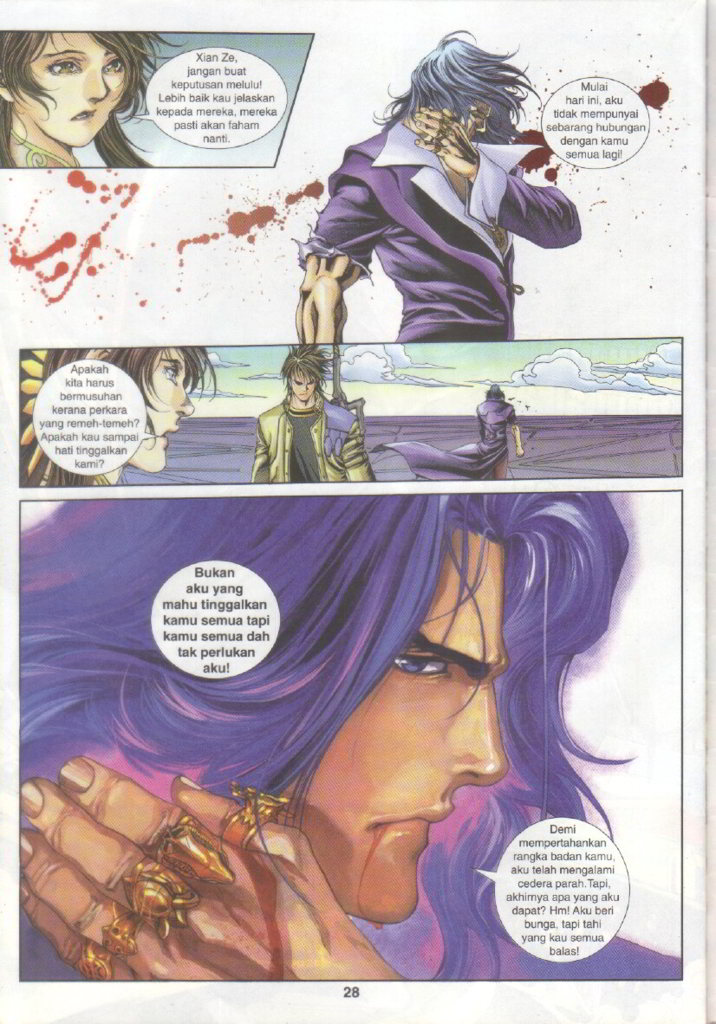 Xian Ze,
jangan buat
keputusan melulu!
Lebih baik kau jelaskan
kepada mereka, mereka
pasti akan faham
nanti.
Mulai
hari ini, aku
tidak mempunyai
sebarang hubungan
dengan kamu
semua lagi!
Apakah
kita harus
bermusuhan
kerana perkara
yang remeh-temeh?
Apakah kau sampai
hati tinggalkan
kami?
Bukan
aku yang
mahu tinggalkan
kamu semua tapi
kamu semua dah
tak perlukan
aku!
Demi
mempertahankan
rangka badan kamu,
aku telah mengalami
cedera parah.Tapi,
akhirnya apa yang aku
dapat? Hm! Aku beri
bunga, tapi tahi
yang kau semua
balas!
28